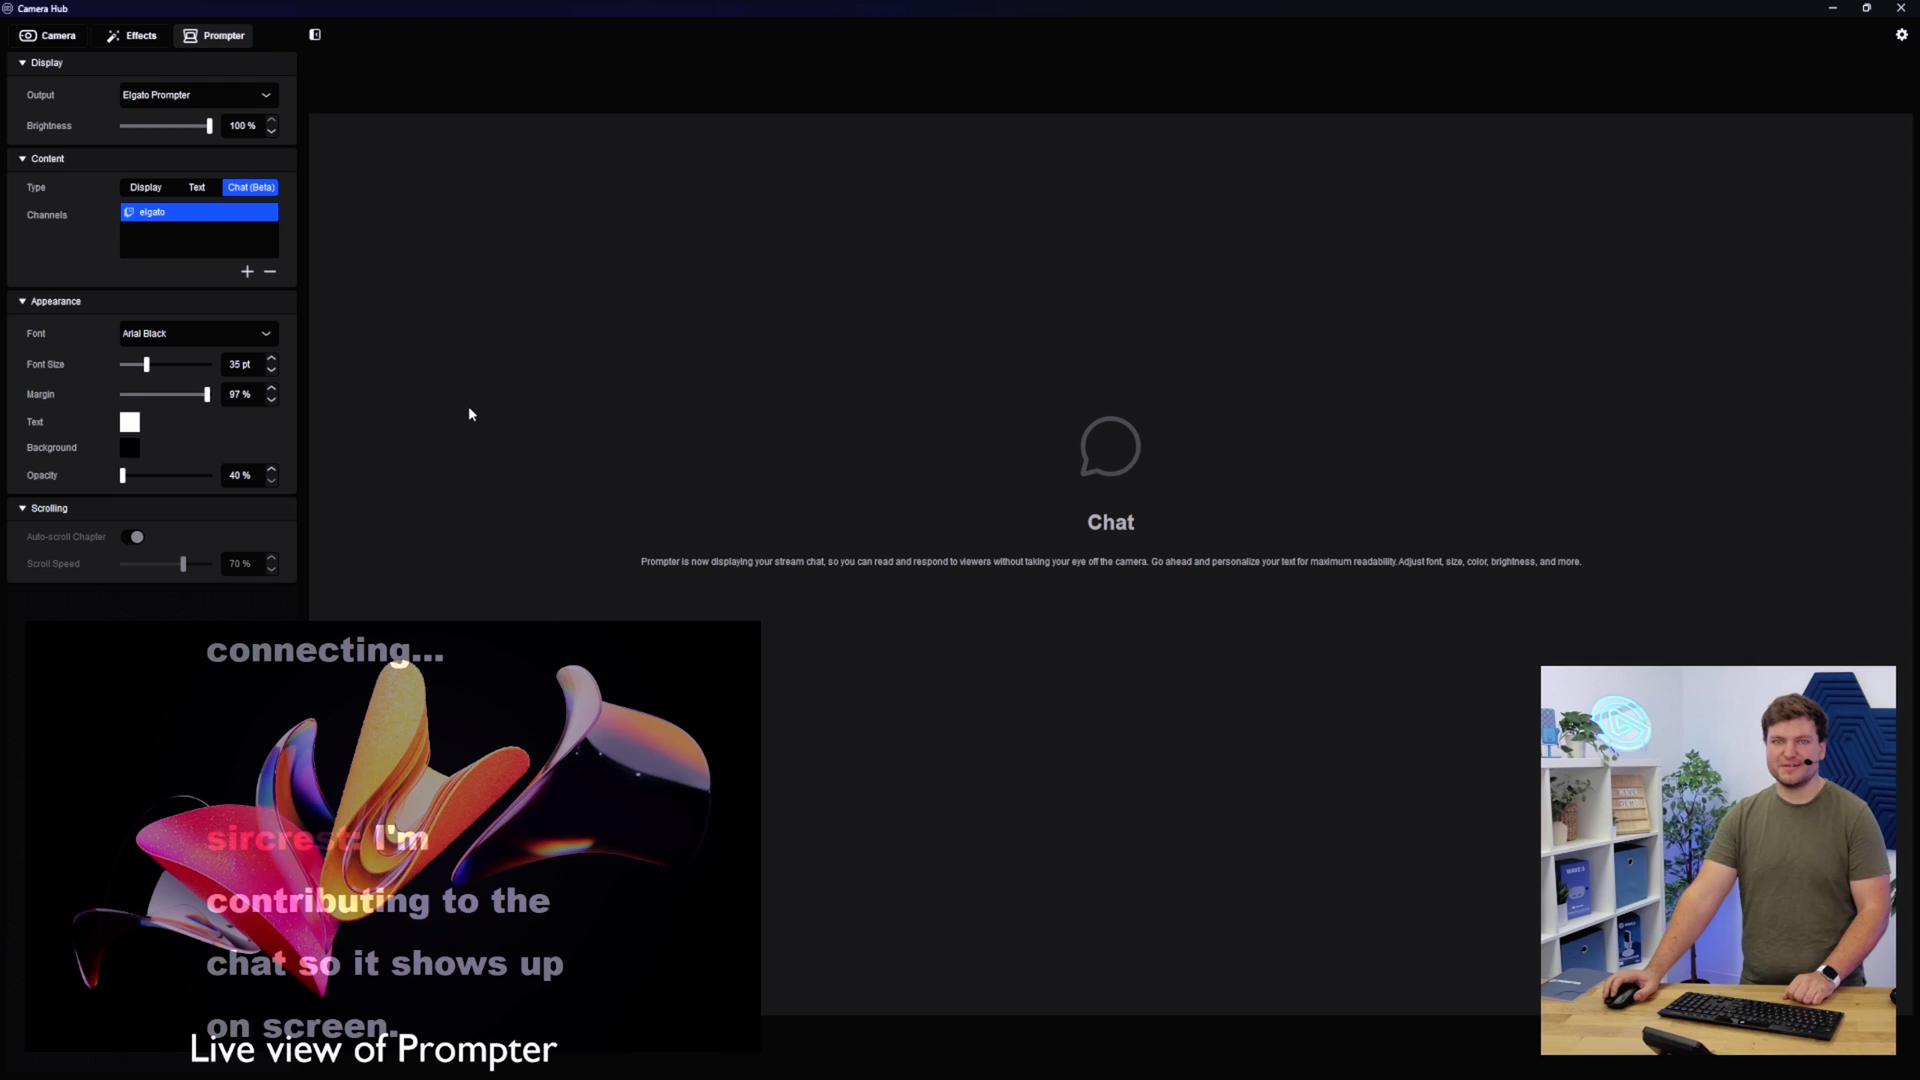 Camera Hub
Camera Effects Prompter
Display
Output Elgato Prompter
Brightness 100 %
Content
Type Display Text Chat (Beta)
Channels elgato
Appearance
Font Arial Black
Font Size 35 pt
Margin 97 %
Text
Background
Opacity 40 %
Scrolling
Auto-scroll Chapter
Scroll Speed 70 %
Chat
Prompter is now displaying your stream chat, so you can read and respond to viewers without taking your eye off the camera. Go ahead and personalize your text for maximum readability. Adjust font, size, color, brightness, and more.
connecting...
sircrest: I'm
contributing to the
chat so it shows up
on screen.
Live view of Prompter
LIVE
DEMO
WAVE:3